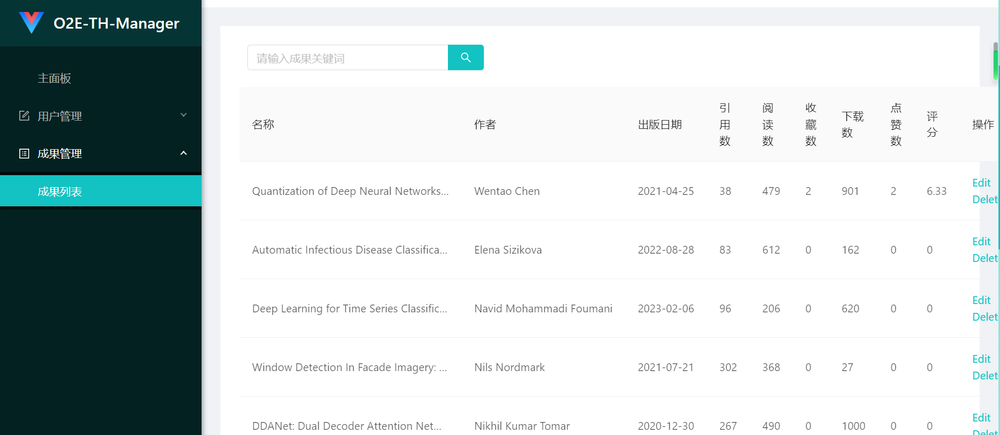 O2E-TH-Manager
主面板
用户管理
成果管理
成果列表
请输入成果关键词
名称 作者 出版日期 引用数 阅读数 收藏数 下载数 点赞数 评分 操作
Quantization of Deep Neural Networks... Wentao Chen 2021-04-25 38 479 2 901 2 6.33 Edit
Delet
Automatic Infectious Disease Classifica... Elena Sizikova 2022-08-28 83 612 0 162 0 0 Edit
Delet
Deep Learning for Time Series Classific... Navid Mohammadi Foumani 2023-02-06 96 206 0 620 0 0 Edit
Delet
Window Detection In Facade Imagery: ... Nils Nordmark 2021-07-21 302 368 0 27 0 0 Edit
Delet
DDANet: Dual Decoder Attention Net... Nikhil Kumar Tomar 2020-12-30 267 490 0 1000 0 0 Edit
Delet